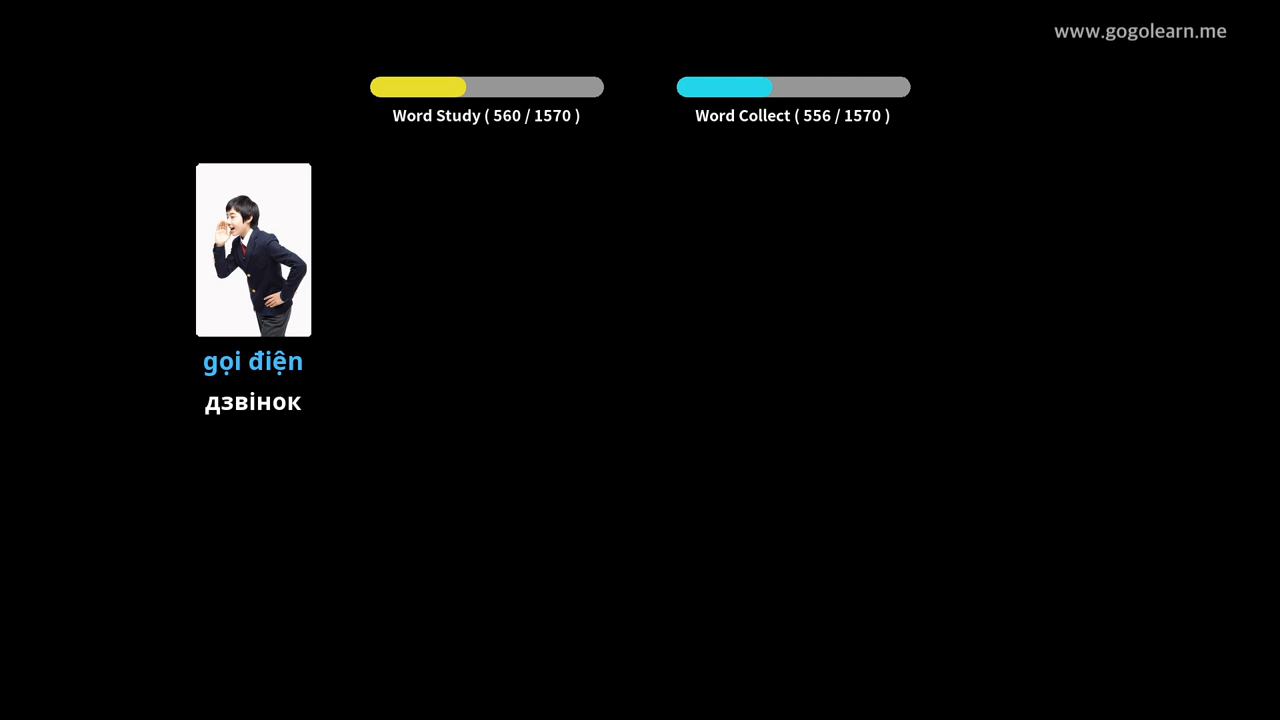 www.gogolearn.me
Word Study ( 560 / 1570 )
Word Collect ( 556 / 1570 )
gọi điện
дзвінок